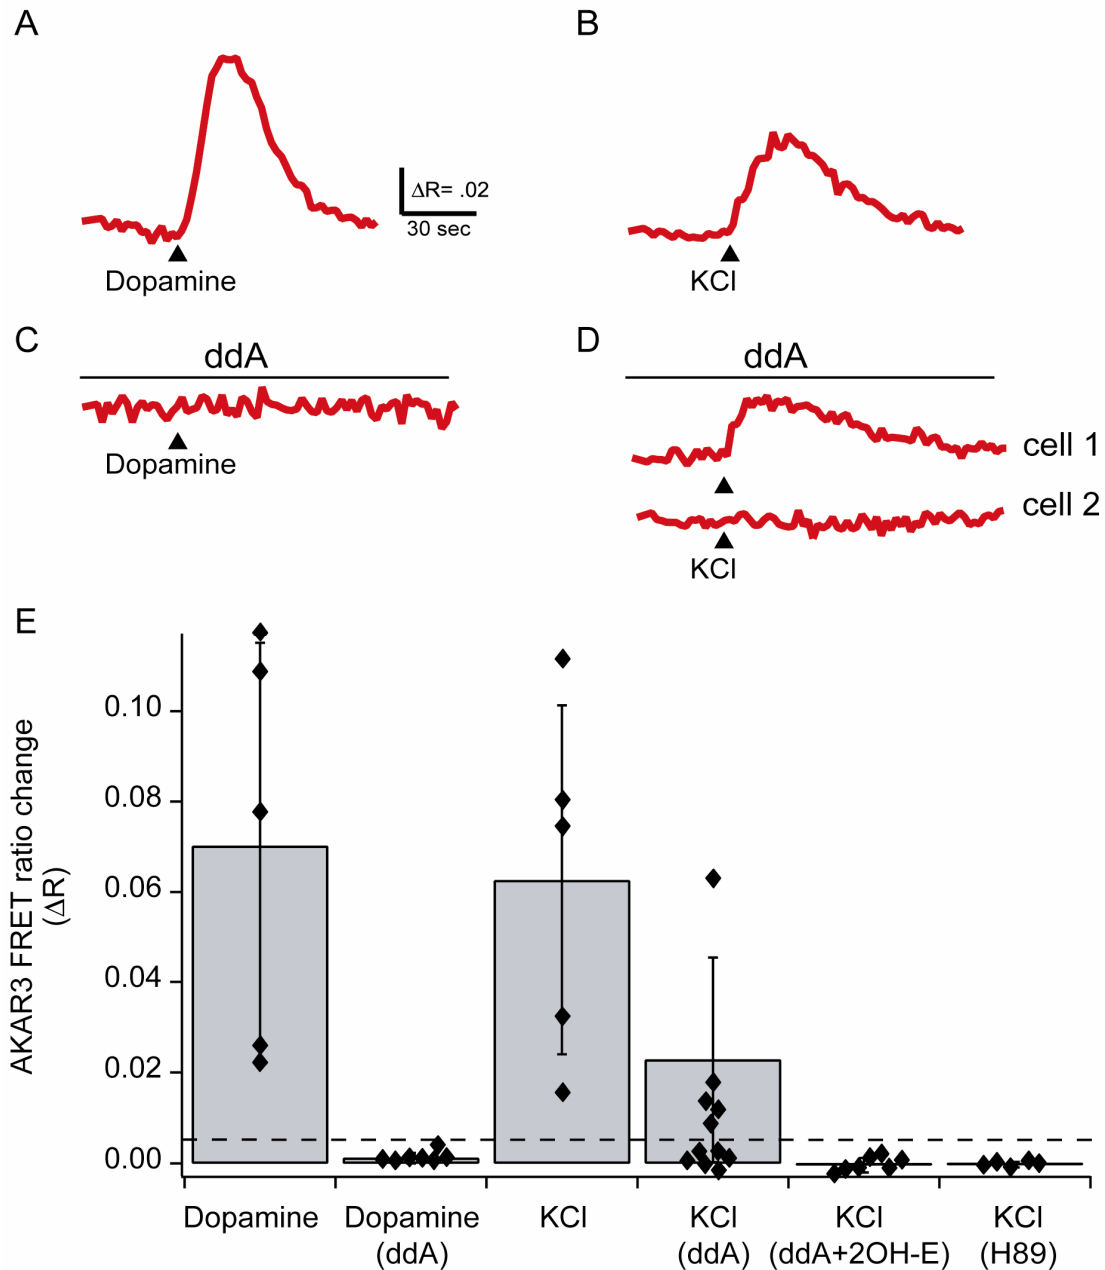 A
B
ΔR= .02
30 sec
Dopamine
KCl
C
D
ddA
ddA
Dopamine
cell 1
cell 2
KCl
E
AKAR3 FRET ratio change
(ΔR)
0.10
0.08
0.06
0.04
0.02
0.00
Dopamine
Dopamine
(ddA)
KCl
KCl
(ddA)
KCl
(ddA+2OH-E)
KCl
(H89)